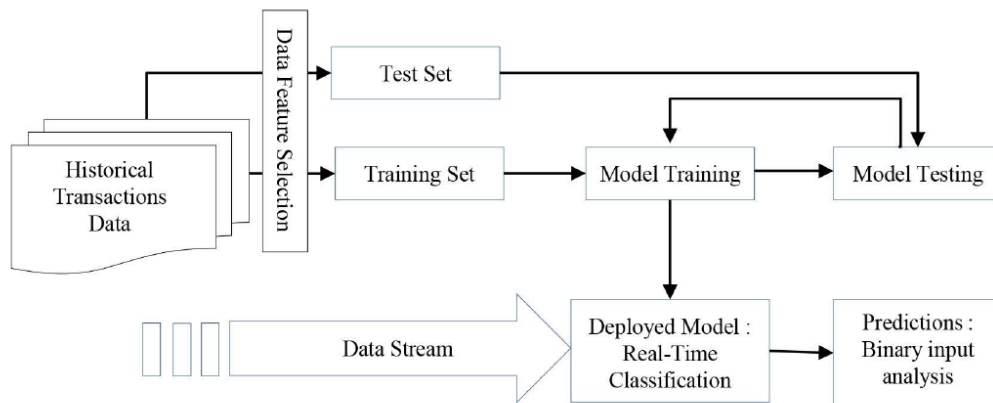 Data Feature Selection
Test Set
Historical
Transactions
Data
Training Set
Model Training
Model Testing
Data Stream
Deployed Model :
Real-Time
Classification
Predictions :
Binary input
analysis